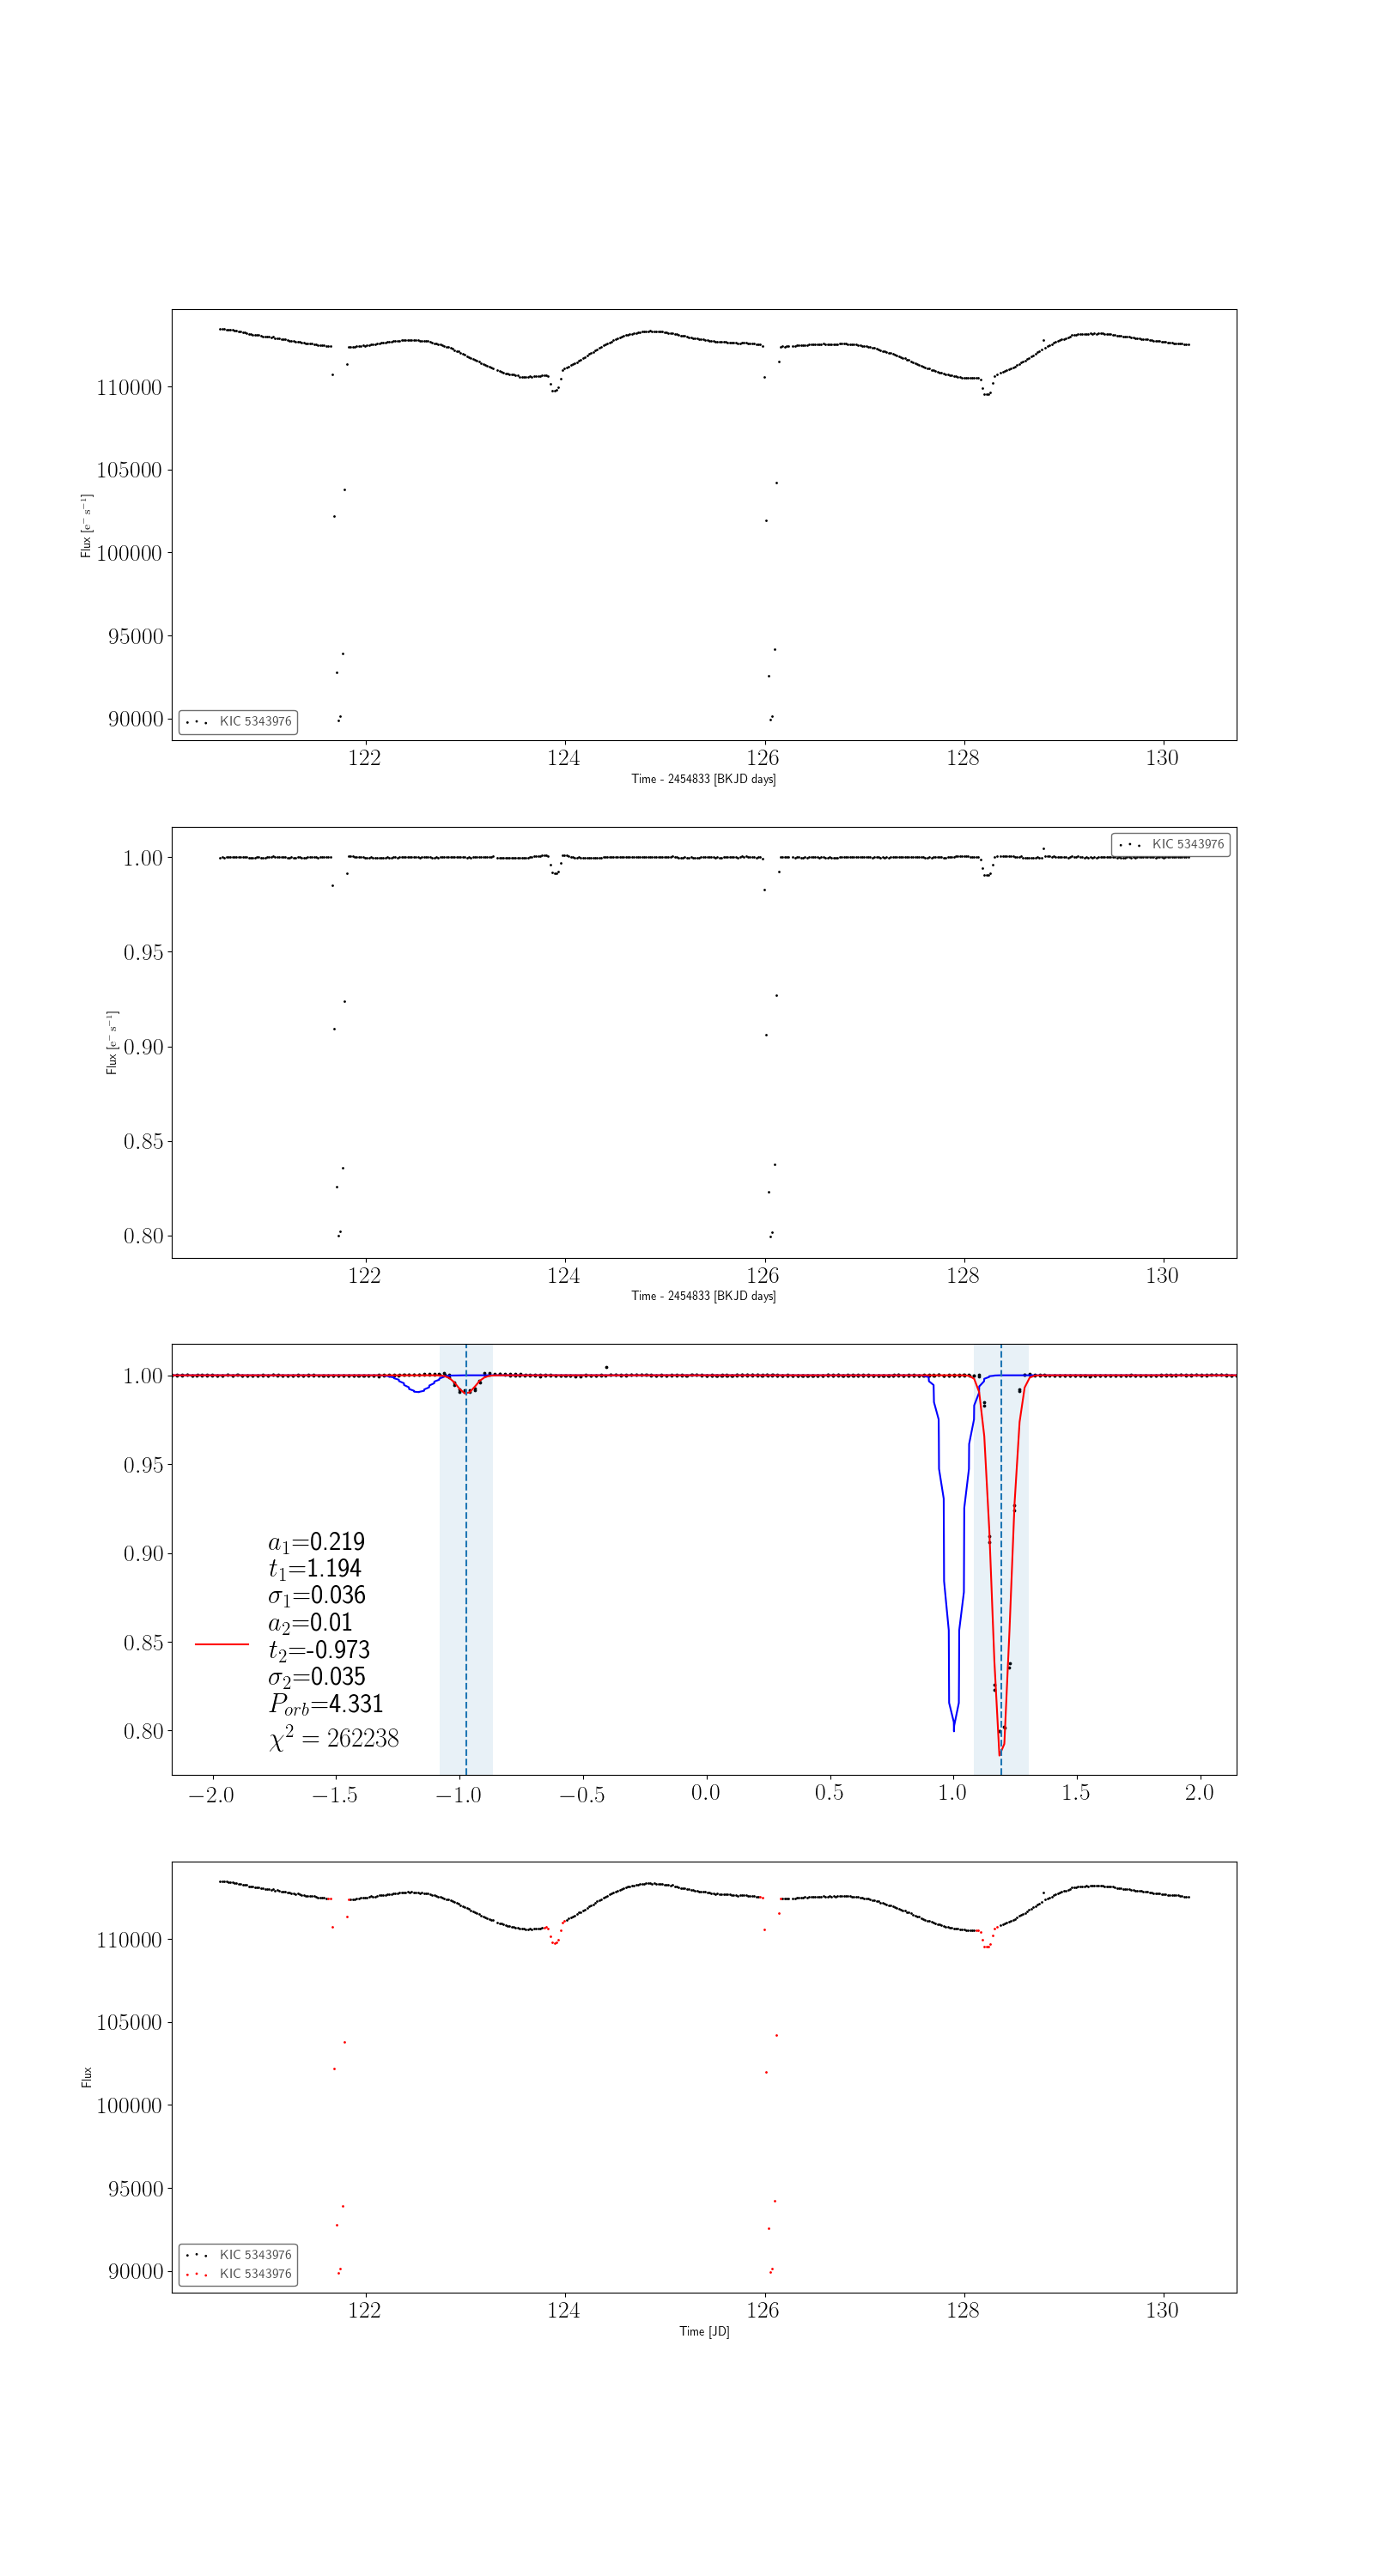 110000
105000
100000
95000
90000
Flux [e⁻ s⁻¹]
KIC 5343976
122 124 126 128 130
Time - 2454833 [BKJD days]
KIC 5343976
1.00
0.95
0.90
0.85
0.80
Flux [e⁻ s⁻¹]
122 124 126 128 130
Time - 2454833 [BKJD days]
1.00
0.95
0.90
0.85
0.80
a₁=0.219
t₁=1.194
σ₁=0.036
a₂=0.01
t₂=-0.973
σ₂=0.035
P_orb=4.331
χ² = 262238
−2.0 −1.5 −1.0 −0.5 0.0 0.5 1.0 1.5 2.0
110000
105000
100000
95000
90000
Flux
KIC 5343976
KIC 5343976
122 124 126 128 130
Time [JD]